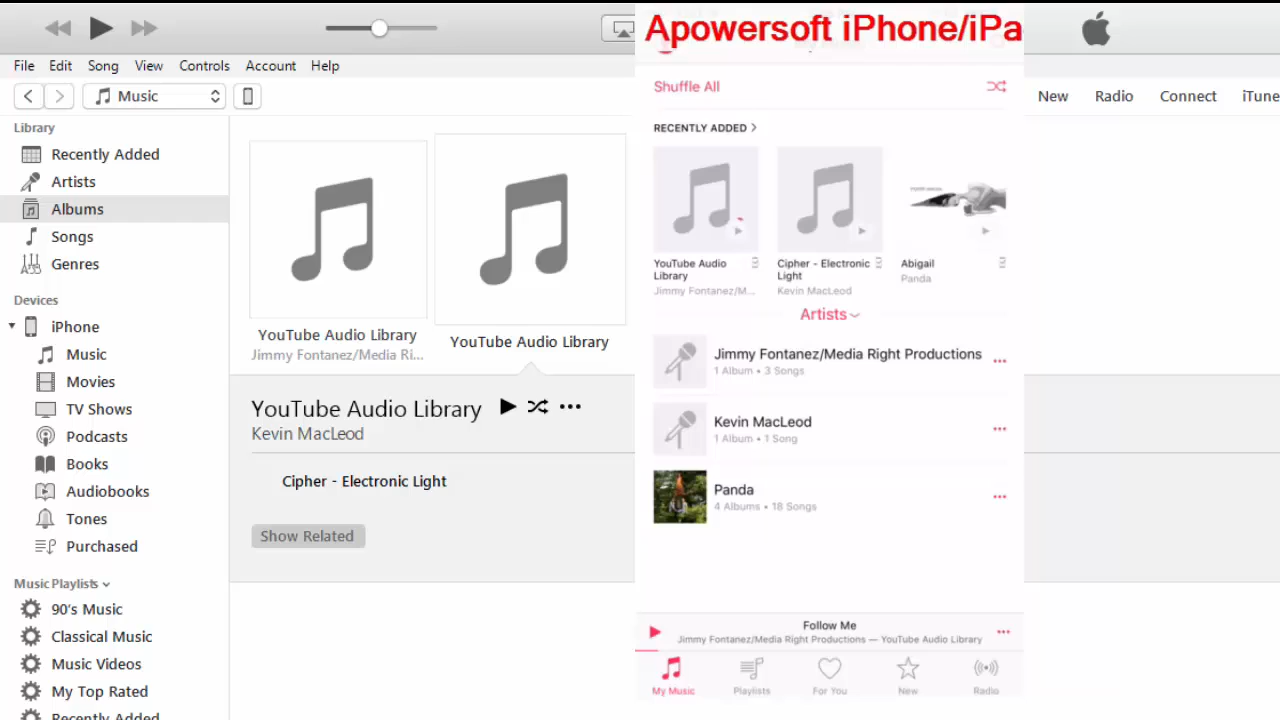 File Edit Song View Controls Account Help
Music
Library
Recently Added
Artists
Albums
Songs
Genres
Devices
iPhone
Music
Movies
TV Shows
Podcasts
Books
Audiobooks
Tones
Purchased
Music Playlists
90's Music
Classical Music
Music Videos
My Top Rated
Recently Added
YouTube Audio Library
Jimmy Fontanez/Media Ri...
YouTube Audio Library
YouTube Audio Library
Kevin MacLeod
Cipher - Electronic Light
Show Related
Apowersoft iPhone/iPa
Shuffle All
RECENTLY ADDED
YouTube Audio
Library
Jimmy Fontanez/M...
Cipher - Electronic
Light
Kevin MacLeod
Abigail
Panda
Artists
Jimmy Fontanez/Media Right Productions
1 Album • 3 Songs
Kevin MacLeod
1 Album • 1 Song
Panda
4 Albums • 18 Songs
Follow Me
Jimmy Fontanez/Media Right Productions — YouTube Audio Library
My Music Playlists For You New Radio
New Radio Connect iTune